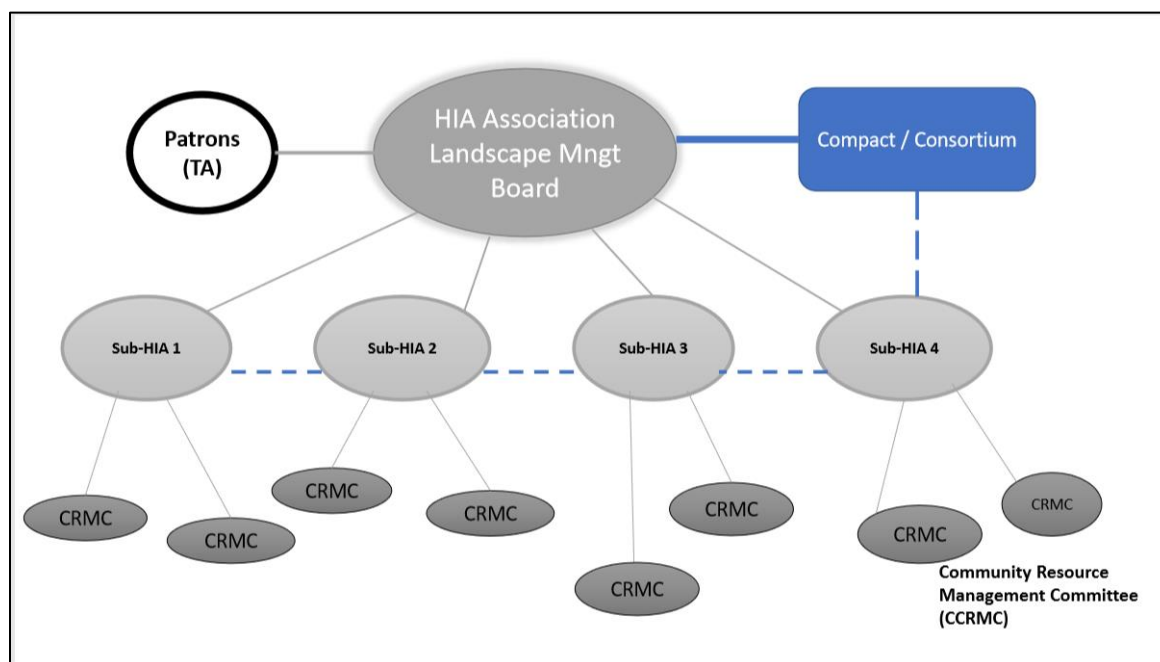 Patrons
(TA)
HIA Association
Landscape Mngt
Board
Compact / Consortium
Sub-HIA 1
Sub-HIA 2
Sub-HIA 3
Sub-HIA 4
CRMC
CRMC
CRMC
CRMC
CRMC
CRMC
CRMC
CRMC
Community Resource
Management Committee
(CCRMC)